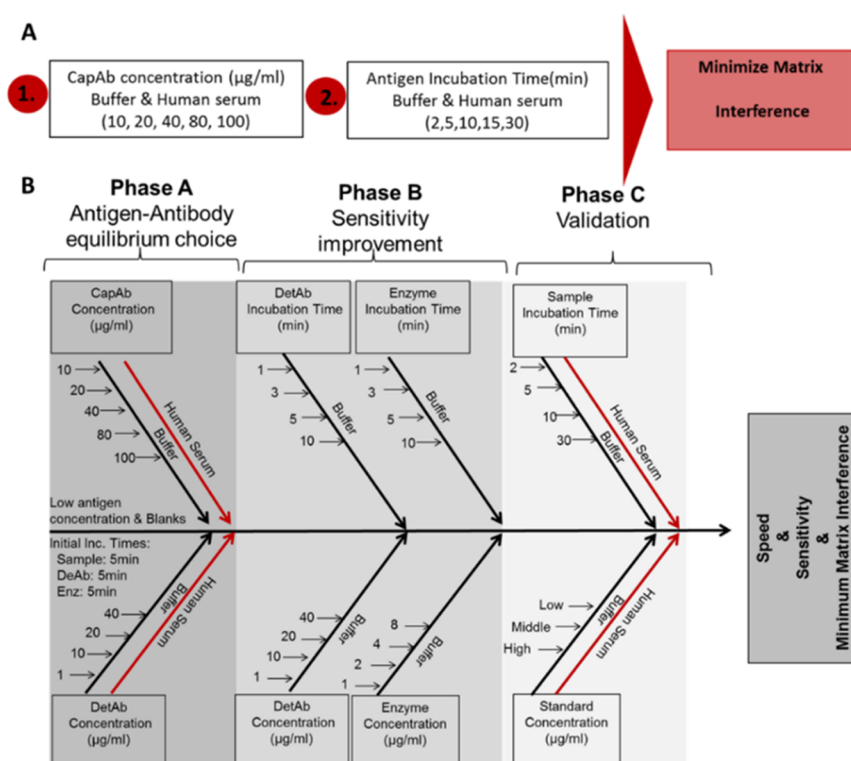 A
1.
CapAb concentration (µg/ml)
Buffer & Human serum
(10, 20, 40, 80, 100)
2.
Antigen Incubation Time(min)
Buffer & Human serum
(2,5,10,15,30)
Minimize Matrix
Interference
B
Phase A
Antigen-Antibody
equilibrium choice
Phase B
Sensitivity
improvement
Phase C
Validation
CapAb
Concentration
(µg/ml)
10
20
40
80
100
Buffer
Human Serum
DetAb
Incubation Time
(min)
1
3
5
10
Buffer
Enzyme
Incubation Time
(min)
1
3
5
10
Buffer
Sample
Incubation Time
(min)
2
5
10
30
Buffer
Human Serum
Low antigen
concentration & Blanks
Initial Inc. Times:
Sample: 5min
DeAb: 5min
Enz: 5min
40
20
10
1
Buffer
Human Serum
DetAb
Concentration
(µg/ml)
40
20
10
1
Buffer
DetAb
Concentration
(µg/ml)
8
4
2
1
Buffer
Enzyme
Concentration
(µg/ml)
Low
Middle
High
Buffer
Human Serum
Standard
Concentration
(µg/ml)
Speed
&
Sensitivity
&
Minimum Matrix Interference